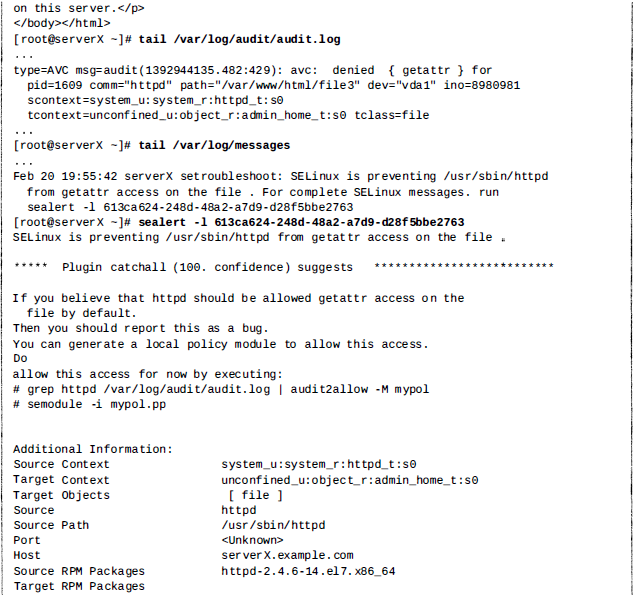 on this server.</p>
</body></html>
[root@serverX ~]# tail /var/log/audit/audit.log
...
type=AVC msg=audit(1392944135.482:429): avc:  denied  { getattr } for
  pid=1609 comm="httpd" path="/var/www/html/file3" dev="vda1" ino=8980981
  scontext=system_u:system_r:httpd_t:s0
  tcontext=unconfined_u:object_r:admin_home_t:s0 tclass=file
...
[root@serverX ~]# tail /var/log/messages
...
Feb 20 19:55:42 serverX setroubleshoot: SELinux is preventing /usr/sbin/httpd
  from getattr access on the file . For complete SELinux messages. run
  sealert -l 613ca624-248d-48a2-a7d9-d28f5bbe2763
[root@serverX ~]# sealert -l 613ca624-248d-48a2-a7d9-d28f5bbe2763
SELinux is preventing /usr/sbin/httpd from getattr access on the file .
*****  Plugin catchall (100. confidence) suggests   **************************
If you believe that httpd should be allowed getattr access on the
  file by default.
Then you should report this as a bug.
You can generate a local policy module to allow this access.
Do
allow this access for now by executing:
# grep httpd /var/log/audit/audit.log | audit2allow -M mypol
# semodule -i mypol.pp
Additional Information:
Source Context                system_u:system_r:httpd_t:s0
Target Context                unconfined_u:object_r:admin_home_t:s0
Target Objects                 [ file ]
Source                        httpd
Source Path                   /usr/sbin/httpd
Port                          <Unknown>
Host                          serverX.example.com
Source RPM Packages           httpd-2.4.6-14.el7.x86_64
Target RPM Packages